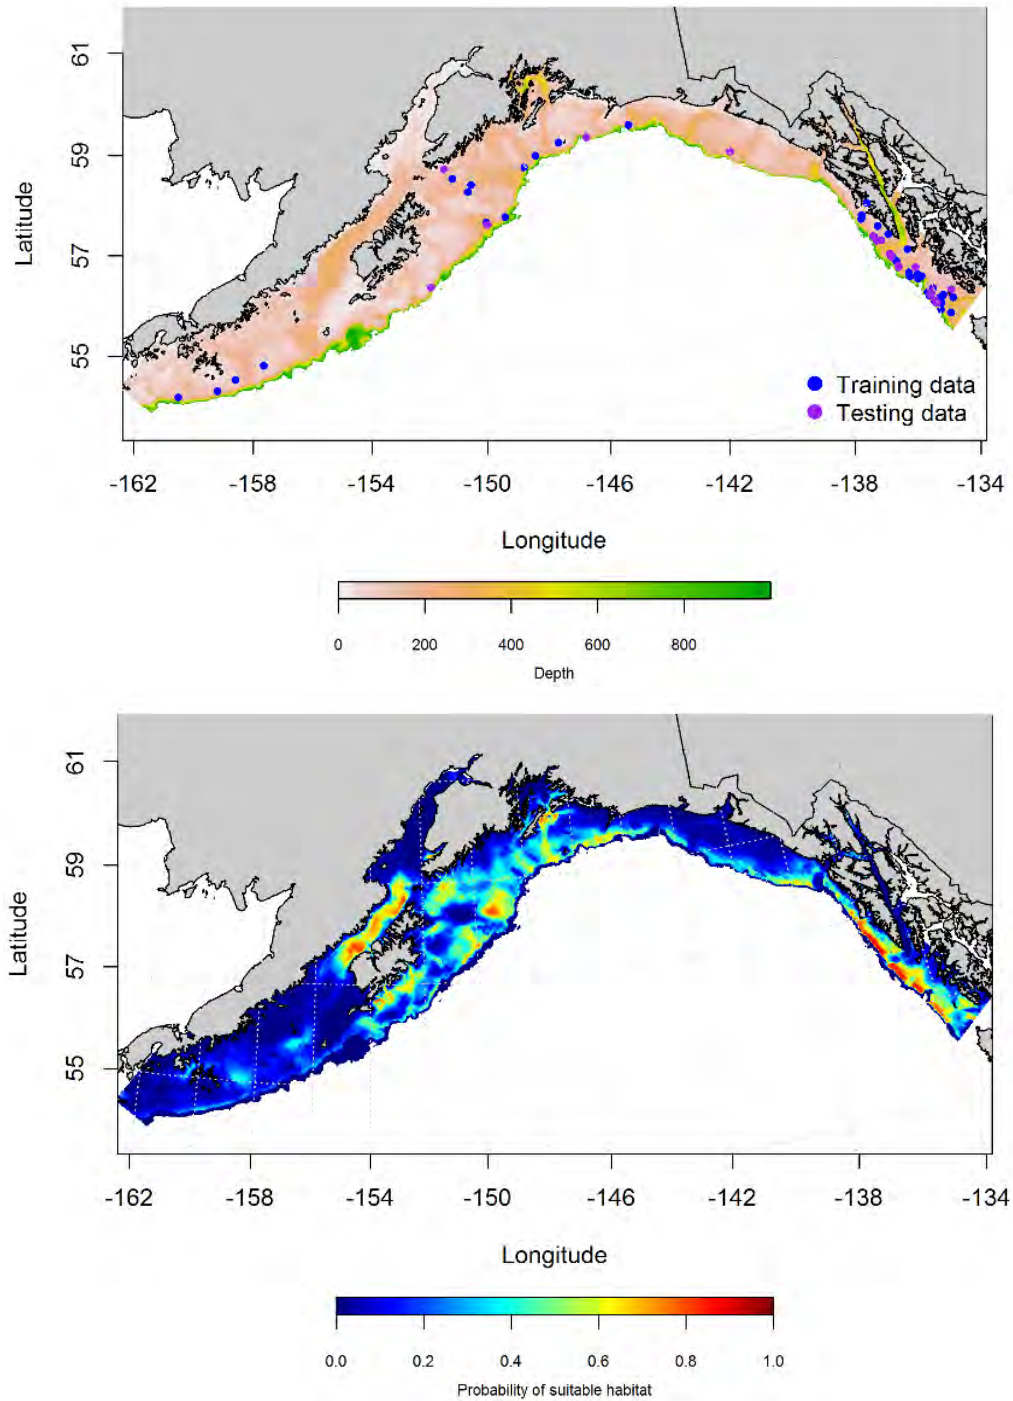 61
59
57
55
Latitude
Training data
Testing data
-162 -158 -154 -150 -146 -142 -138 -134
Longitude
0 200 400 600 800
Depth
61
59
57
55
Latitude
-162 -158 -154 -150 -146 -142 -138 -134
Longitude
0.0 0.2 0.4 0.6 0.8 1.0
Probability of suitable habitat